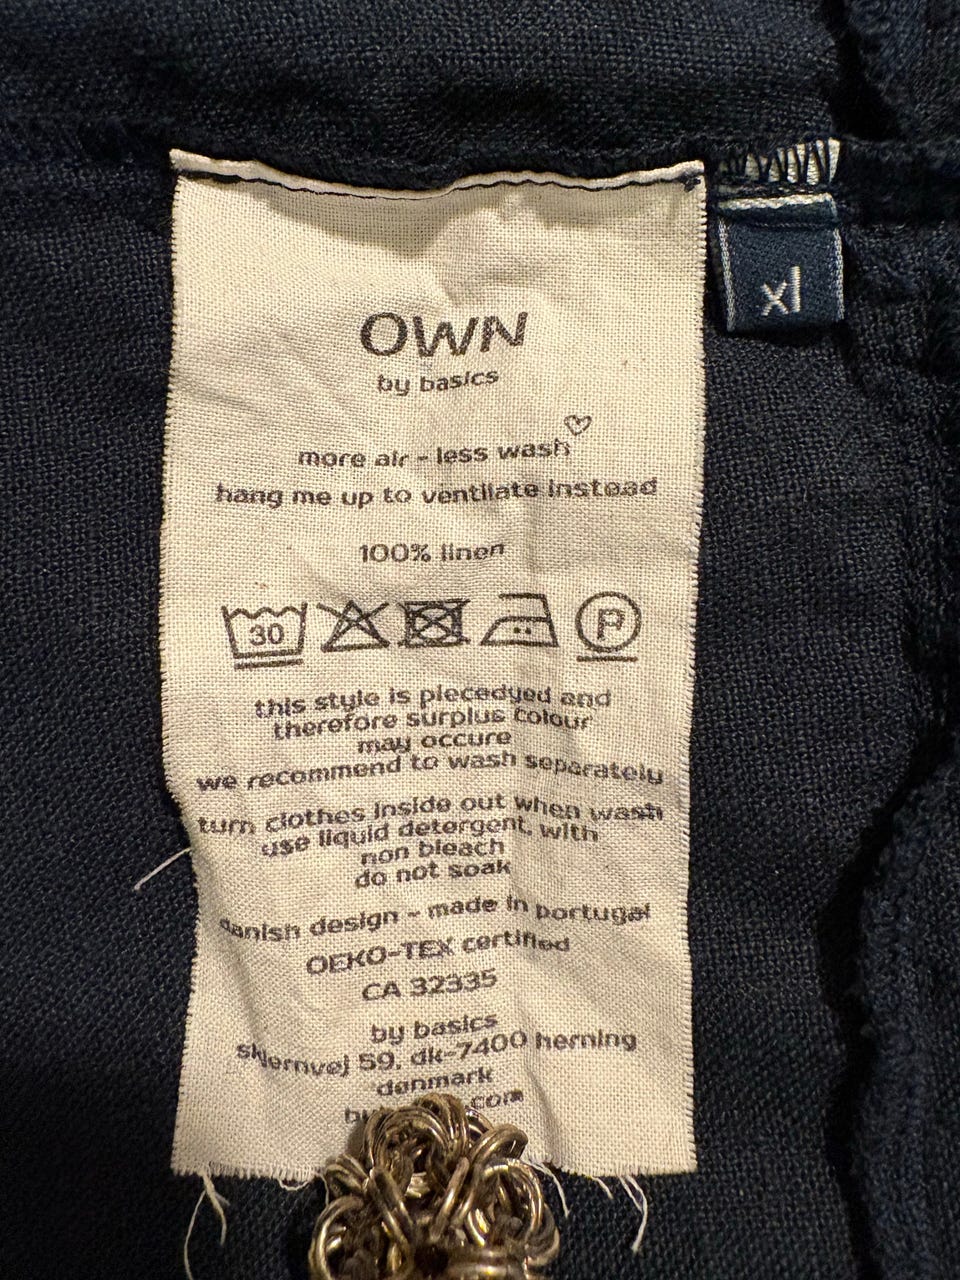 OWN
by basics
more air - less wash
hang me up to ventilate instead
100% linen
30
P
this style is piecedyed and
therefore surplus colour
may occure
we recommend to wash separately
turn clothes inside out when wash
use liquid detergent, with
non bleach
do not soak
danish design - made in portugal
OEKO-TEX certified
CA 32335
by basics
skjernvej 59, dk-7400 herning
danmark
.com
xl